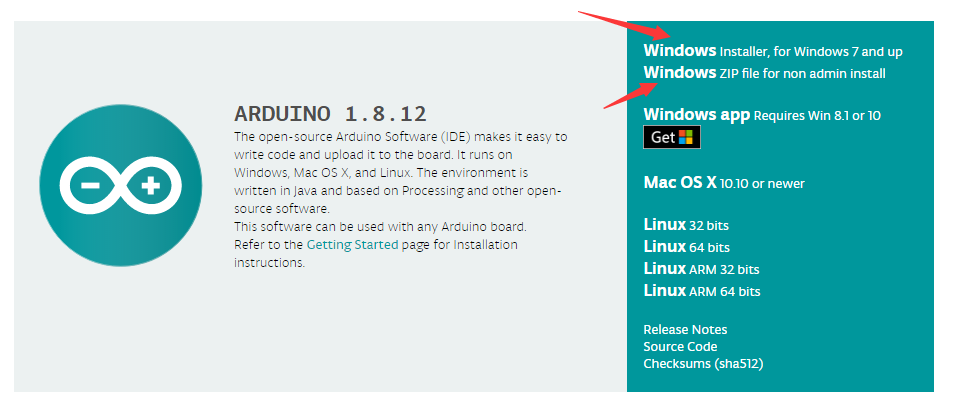 ARDUINO 1.8.12
The open-source Arduino Software (IDE) makes it easy to
write code and upload it to the board. It runs on
Windows, Mac OS X, and Linux. The environment is
written in Java and based on Processing and other open-
source software.
This software can be used with any Arduino board.
Refer to the Getting Started page for Installation
instructions.
Windows Installer, for Windows 7 and up
Windows ZIP file for non admin install
Windows app Requires Win 8.1 or 10
Get
Mac OS X 10.10 or newer
Linux 32 bits
Linux 64 bits
Linux ARM 32 bits
Linux ARM 64 bits
Release Notes
Source Code
Checksums (sha512)